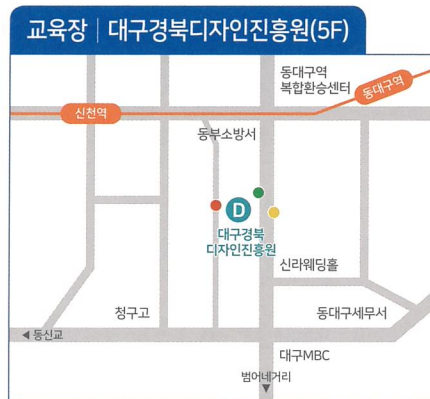 교육장 | 대구경북디자인진흥원(5F)
동대구역
복합환승센터
동대구역
신천역
동부소방서
D
대구경북
디자인진흥원
신라웨딩홀
청구고
동대구세무서
◀ 동신교
대구MBC
범어네거리
▼